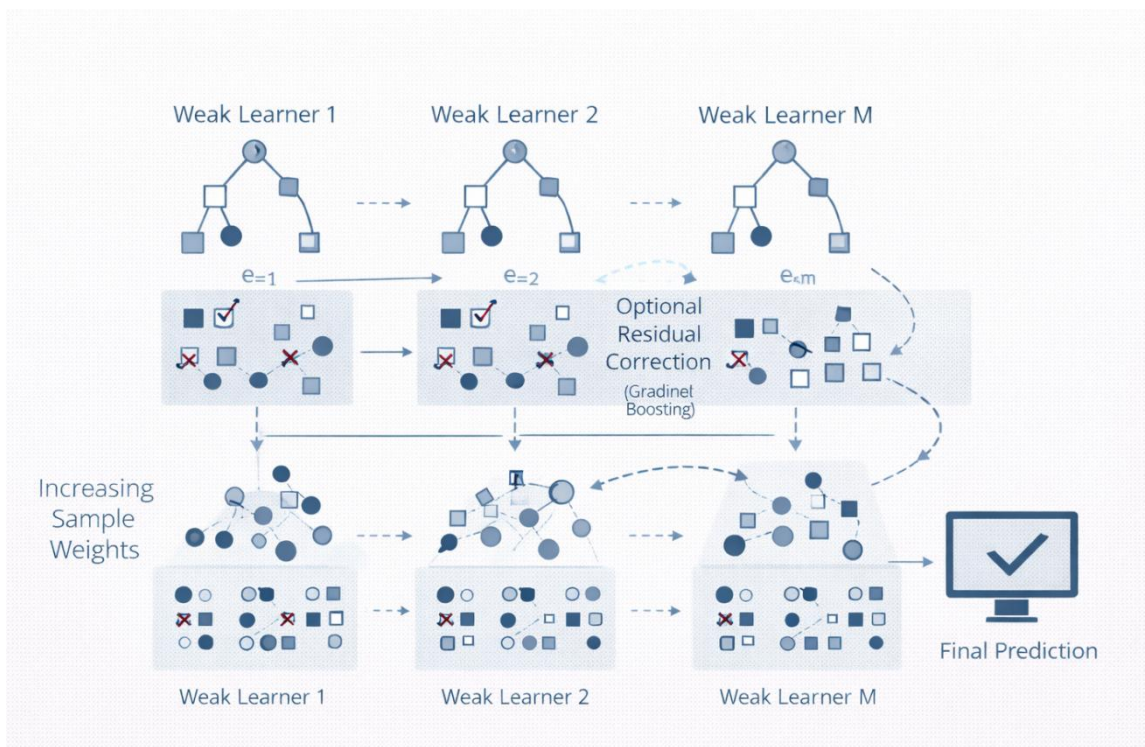 Weak Learner 1
Weak Learner 2
Weak Learner M
e=1
e=2
Optional
Residual
Correction
(Gradinet
Boosting)
Increasing
Sample
Weights
Final Prediction
Weak Learner 1
Weak Learner 2
Weak Learner M